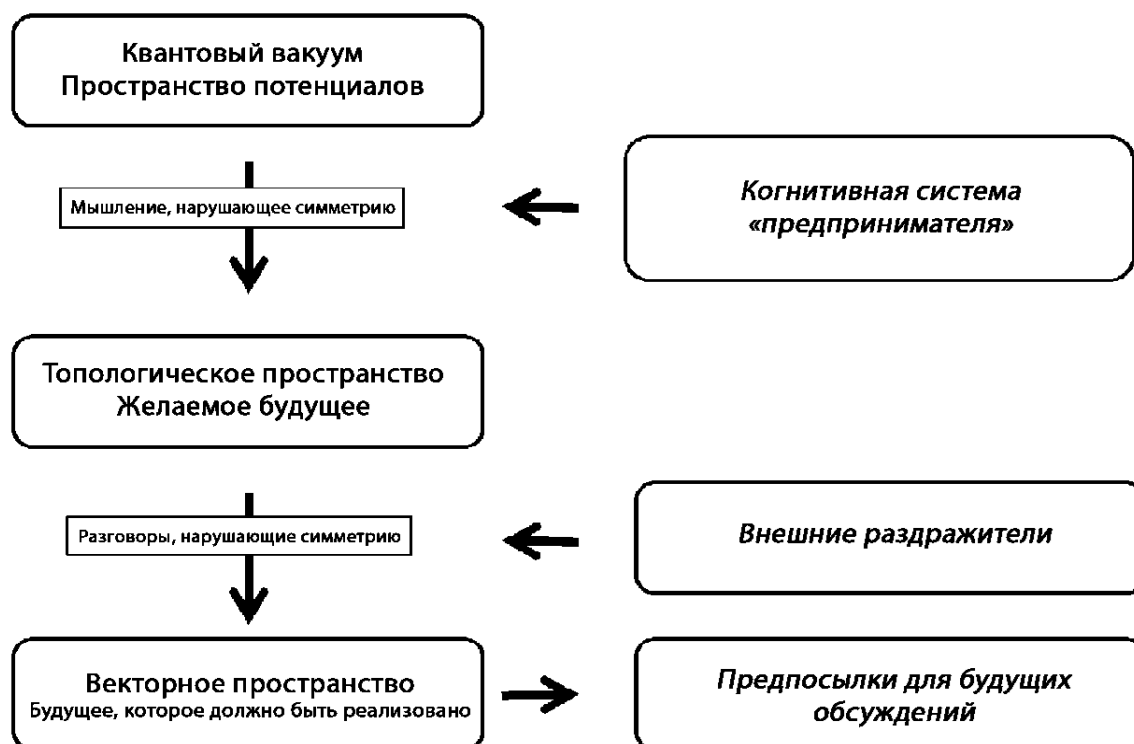 Квантовый вакуум
Пространство потенциалов
Мышление, нарушающее симметрию
Когнитивная система
«предпринимателя»
Топологическое пространство
Желаемое будущее
Разговоры, нарушающие симметрию
Внешние раздражители
Векторное пространство
Будущее, которое должно быть реализовано
Предпосылки для будущих
обсуждений